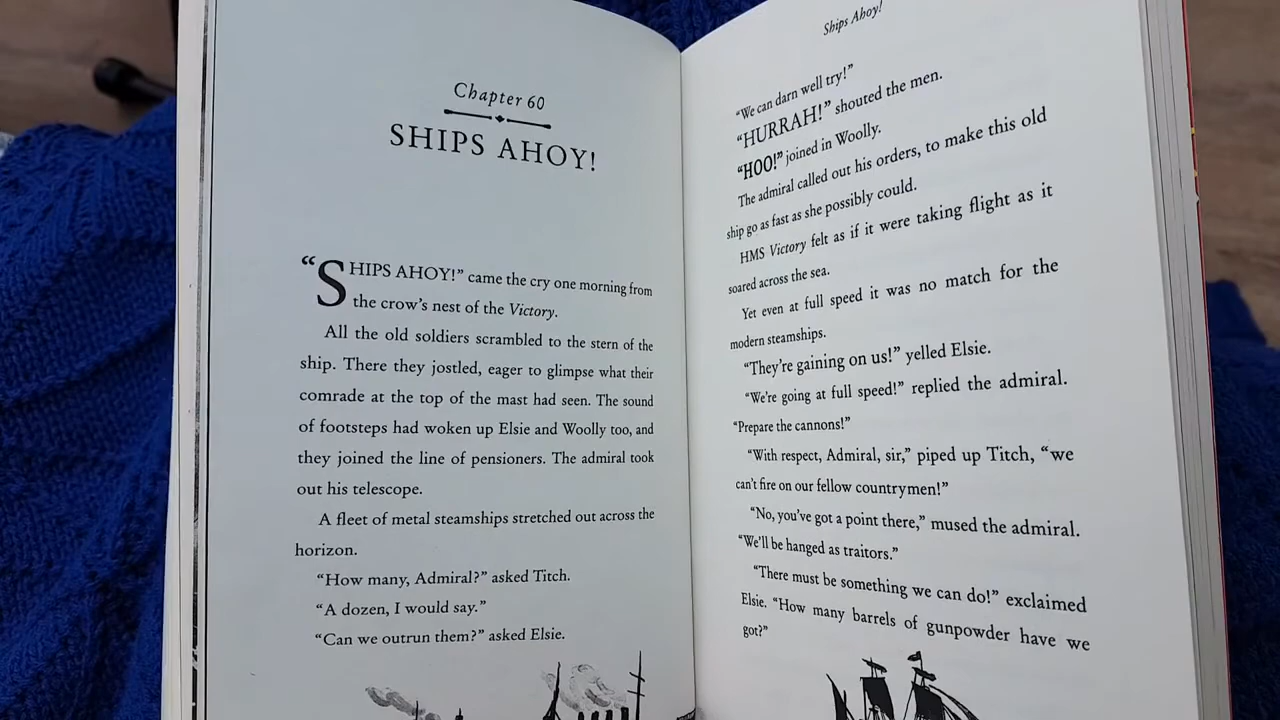 Chapter 60
SHIPS AHOY!
“SHIPS AHOY!” came the cry one morning from
the crow’s nest of the Victory.
All the old soldiers scrambled to the stern of the
ship. There they jostled, eager to glimpse what their
comrade at the top of the mast had seen. The sound
of footsteps had woken up Elsie and Woolly too, and
they joined the line of pensioners. The admiral took
out his telescope.
A fleet of metal steamships stretched out across the
horizon.
“How many, Admiral?” asked Titch.
“A dozen, I would say.”
“Can we outrun them?” asked Elsie.
Ships Ahoy!
“We can darn well try!”
“HURRAH!” shouted the men.
“HOO!” joined in Woolly.
The admiral called out his orders, to make this old
ship go as fast as she possibly could.
HMS Victory felt as if it were taking flight as it
soared across the sea.
Yet even at full speed it was no match for the
modern steamships.
“They’re gaining on us!” yelled Elsie.
“We’re going at full speed!” replied the admiral.
“Prepare the cannons!”
“With respect, Admiral, sir,” piped up Titch, “we
can’t fire on our fellow countrymen!”
“No, you’ve got a point there,” mused the admiral.
“We’ll be hanged as traitors.”
“There must be something we can do!” exclaimed
Elsie. “How many barrels of gunpowder have we
got?”